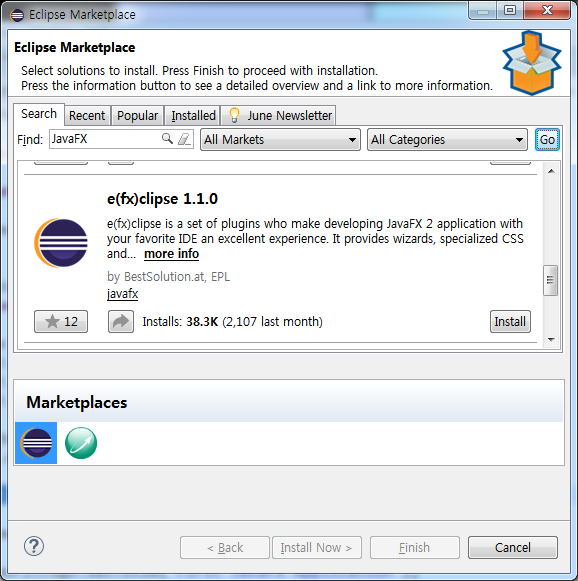 Eclipse Marketplace
Eclipse Marketplace
Select solutions to install. Press Finish to proceed with installation.
Press the information button to see a detailed overview and a link to more information.
Search Recent Popular Installed June Newsletter
Find: JavaFX All Markets All Categories Go
e(fx)clipse 1.1.0
e(fx)clipse is a set of plugins who make developing JavaFX 2 application with
your favorite IDE an excellent experience. It provides wizards, specialized CSS
and... more info
by BestSolution.at, EPL
javafx
12 Installs: 38.3K (2,107 last month) Install
Marketplaces
? < Back Install Now > Finish Cancel